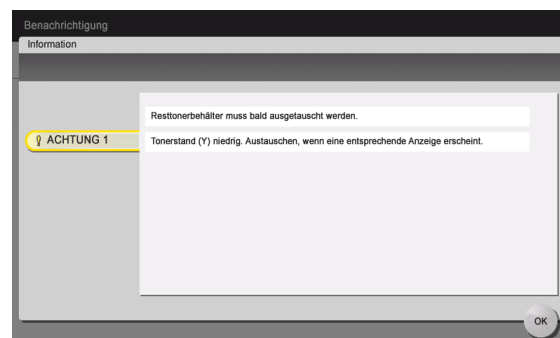 Benachrichtigung
Information
Resttonerbehälter muss bald ausgetauscht werden.
ACHTUNG 1
Tonerstand (Y) niedrig. Austauschen, wenn eine entsprechende Anzeige erscheint.
OK